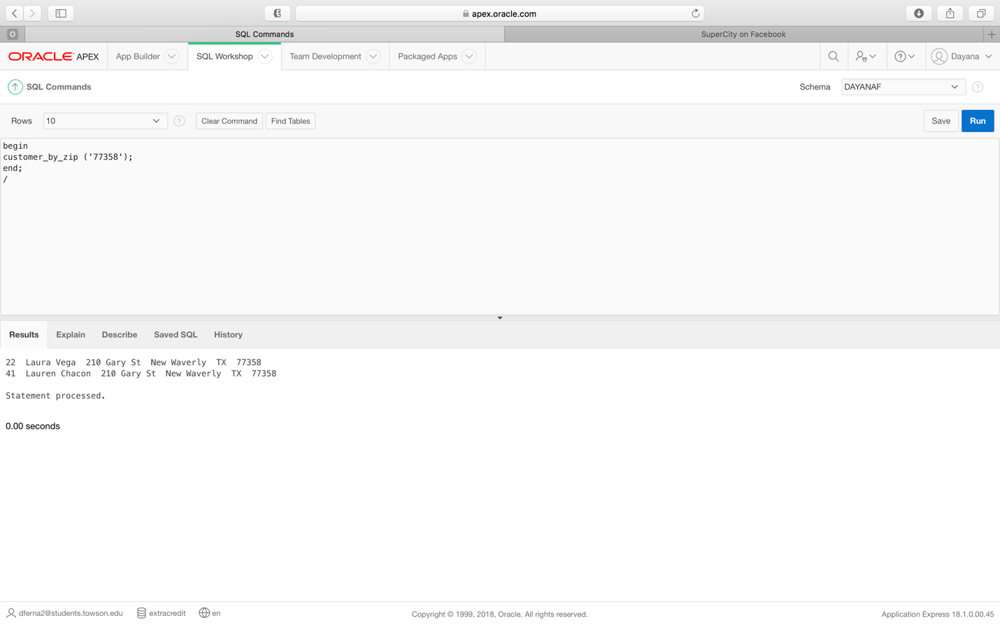 apex.oracle.com
O
SQL Commands
SuperCity on Facebook
ORACLE APEX
App Builder
SQL Workshop
Team Development
Packaged Apps
Dayana
SQL Commands
Schema
DAYANAF
?
Rows
10
?
Clear Command
Find Tables
Save
Run
begin
customer_by_zip ('77358');
end;
/
Results
Explain
Describe
Saved SQL
History
22 Laura Vega 210 Gary St New Waverly TX 77358
41 Lauren Chacon 210 Gary St New Waverly TX 77358
Statement processed.
0.00 seconds
dferna2@students.towson.edu
extracredit
en
Copyright © 1999, 2018, Oracle. All rights reserved.
Application Express 18.1.0.00.45